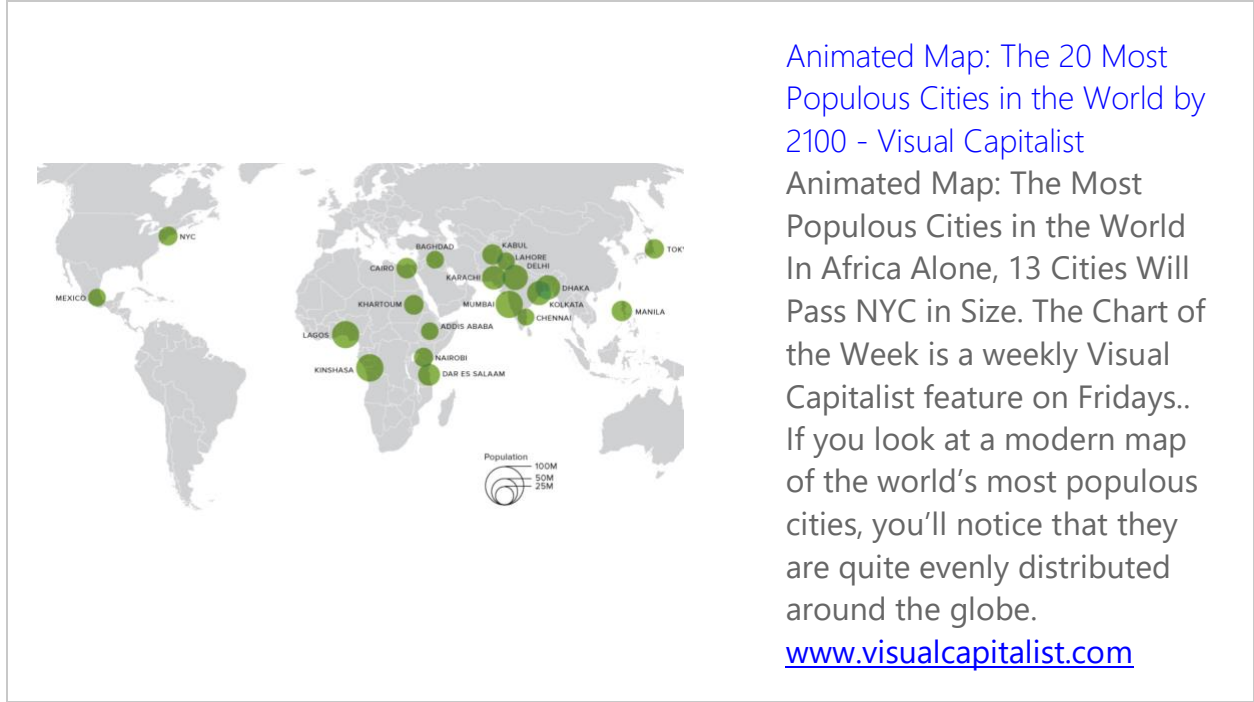 NYC
MEXICO
BAGHDAD
CAIRO
KHARTOUM
LAGOS
ADDIS ABABA
KINSHASA
NAIROBI
DAR ES SALAAM
KABUL
LAHORE
DELHI
KARACHI
DHAKA
MUMBAI
KOLKATA
CHENNAI
MANILA
TOK
Population
100M
50M
25M
Animated Map: The 20 Most
Populous Cities in the World by
2100 - Visual Capitalist
Animated Map: The Most
Populous Cities in the World
In Africa Alone, 13 Cities Will
Pass NYC in Size. The Chart of
the Week is a weekly Visual
Capitalist feature on Fridays..
If you look at a modern map
of the world’s most populous
cities, you’ll notice that they
are quite evenly distributed
around the globe.
www.visualcapitalist.com